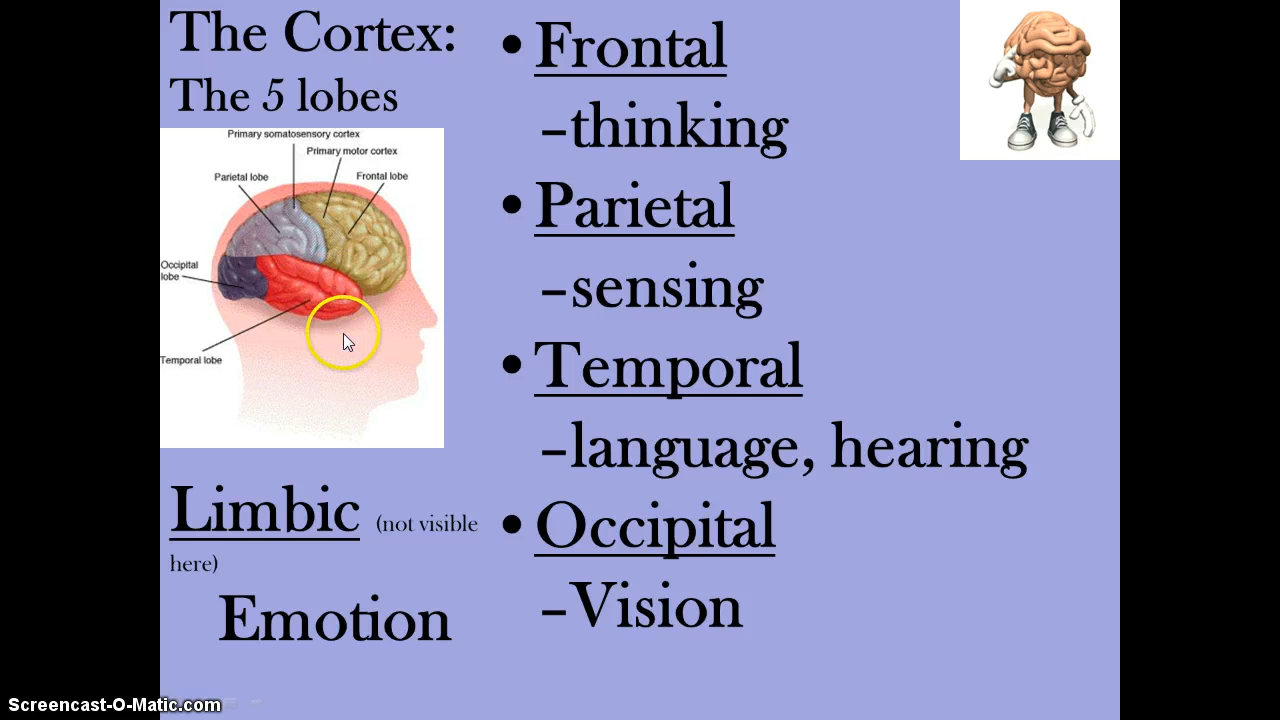 The Cortex:
The 5 lobes
Primary somatosensory cortex
Primary motor cortex
Parietal lobe
Frontal lobe
Occipital
lobe
Temporal lobe
Limbic (not visible
here)
Emotion
• Frontal
–thinking
• Parietal
–sensing
• Temporal
–language, hearing
• Occipital
–Vision
Screencast-O-Matic.com